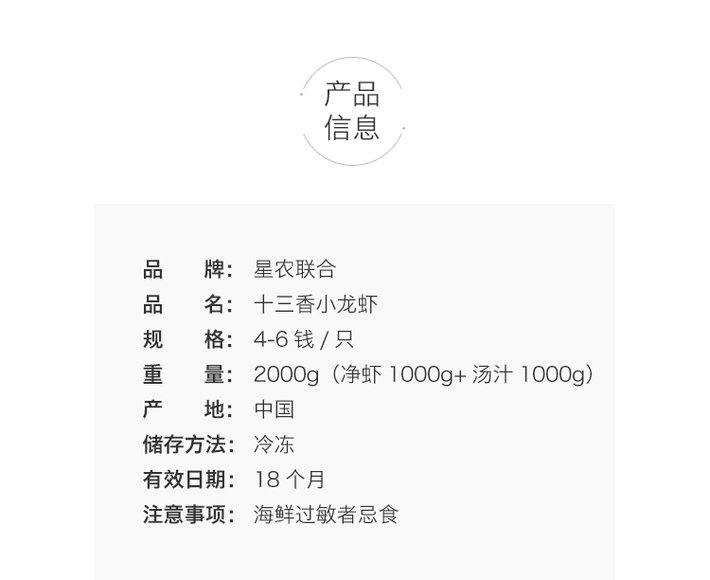 产品
信息
品 牌： 星农联合
品 名： 十三香小龙虾
规 格： 4-6 钱 / 只
重 量： 2000g（净虾 1000g+ 汤汁 1000g）
产 地： 中国
储存方法： 冷冻
有效日期： 18 个月
注意事项： 海鲜过敏者忌食